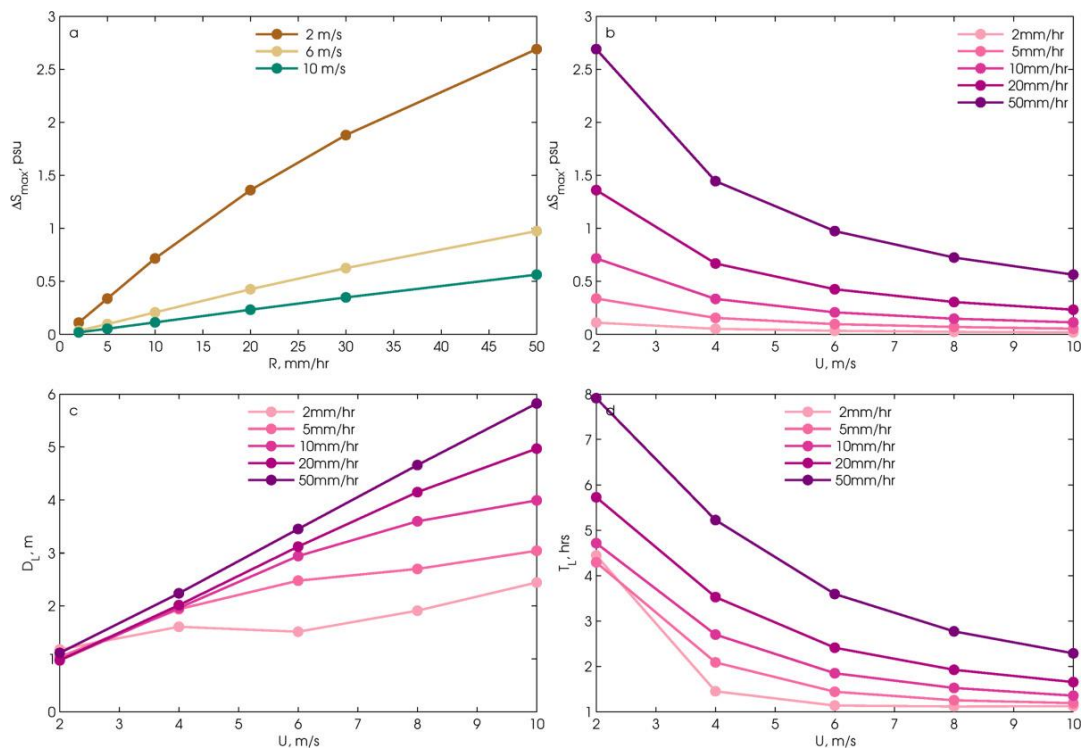 a
2 m/s
6 m/s
10 m/s
3
2.5
2
1.5
1
0.5
0
ΔS_max, psu
0 5 10 15 20 25 30 35 40 45 50
R, mm/hr
b
2mm/hr
5mm/hr
10mm/hr
20mm/hr
50mm/hr
3
2.5
2
1.5
1
0.5
0
ΔS_max, psu
2 3 4 5 6 7 8 9 10
U, m/s
c
2mm/hr
5mm/hr
10mm/hr
20mm/hr
50mm/hr
6
5
4
3
2
1
0
D_L, m
2 3 4 5 6 7 8 9 10
U, m/s
d
2mm/hr
5mm/hr
10mm/hr
20mm/hr
50mm/hr
8
7
6
5
4
3
2
1
T_L, hrs
2 3 4 5 6 7 8 9 10
U, m/s